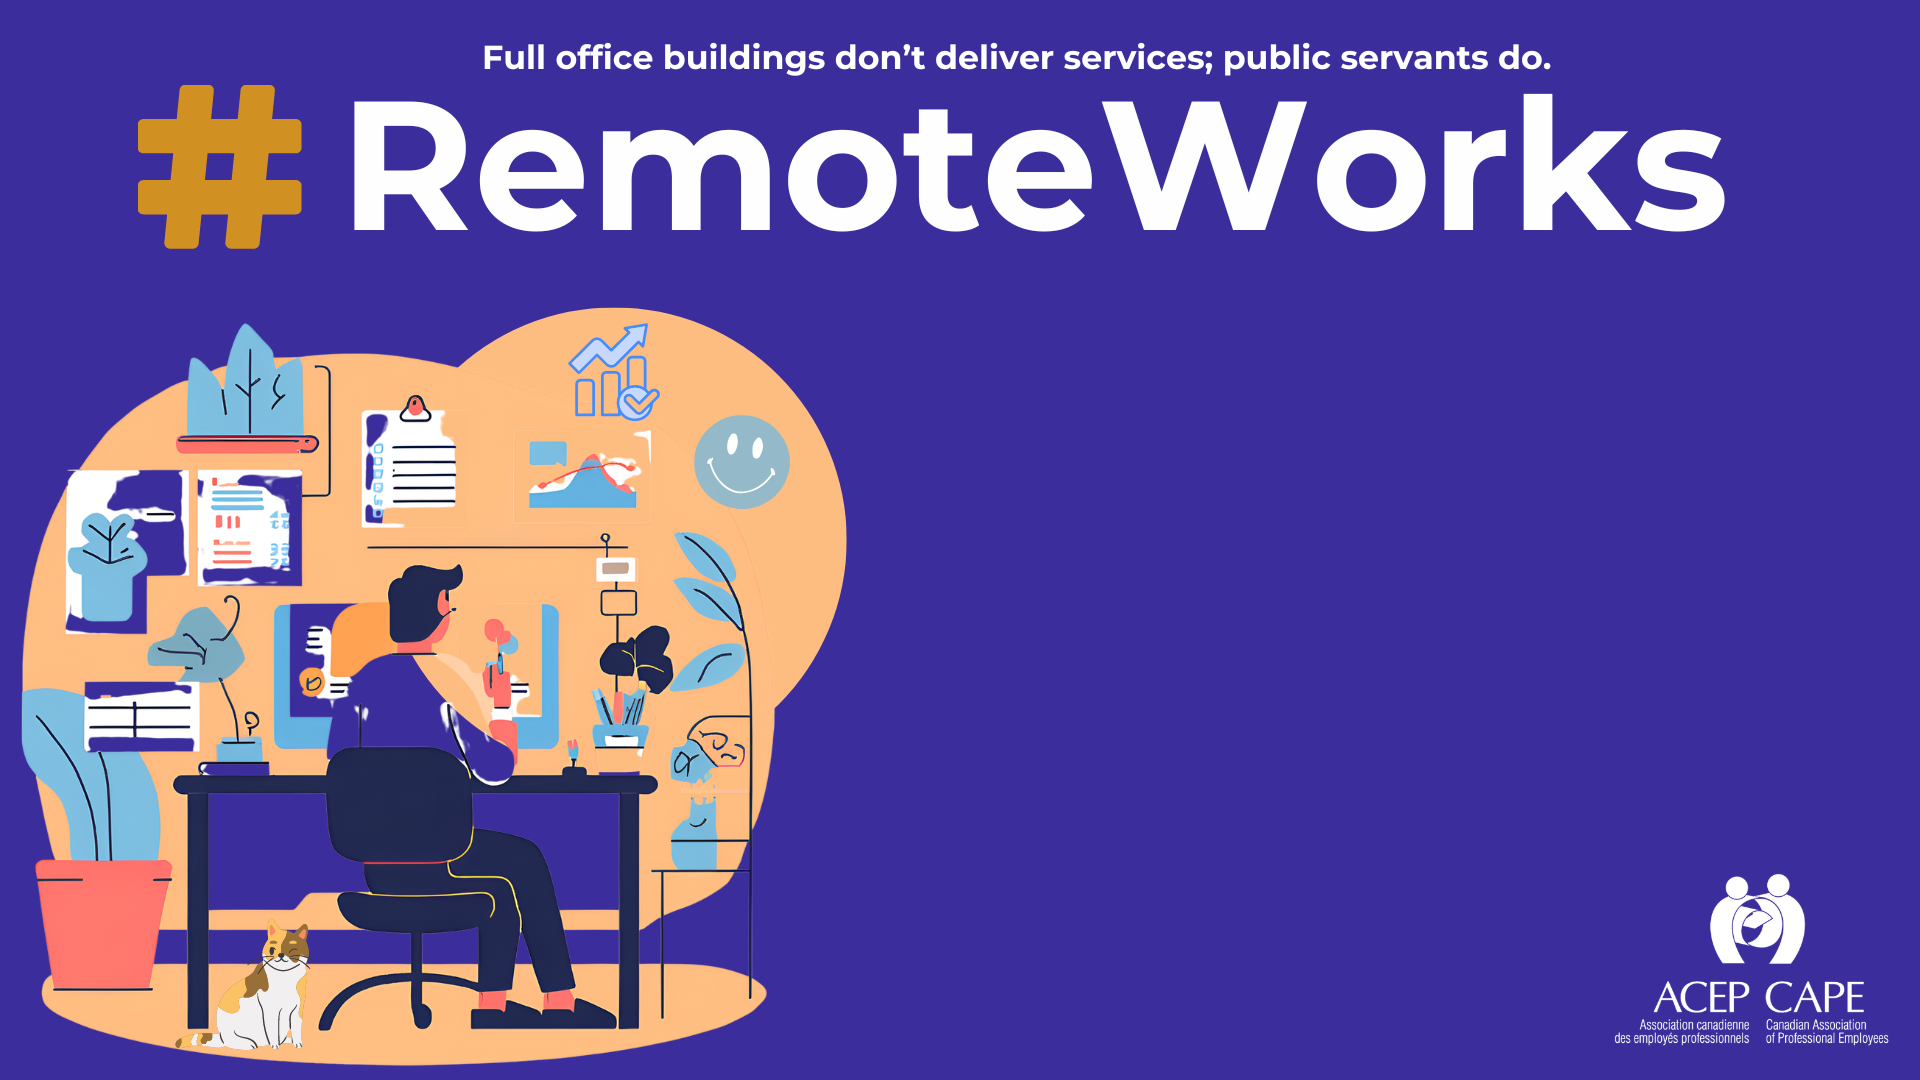 Full office buildings don’t deliver services; public servants do.
#RemoteWorks
ACEP CAPE
Association canadienne
des employés professionnels
Canadian Association
of Professional Employees